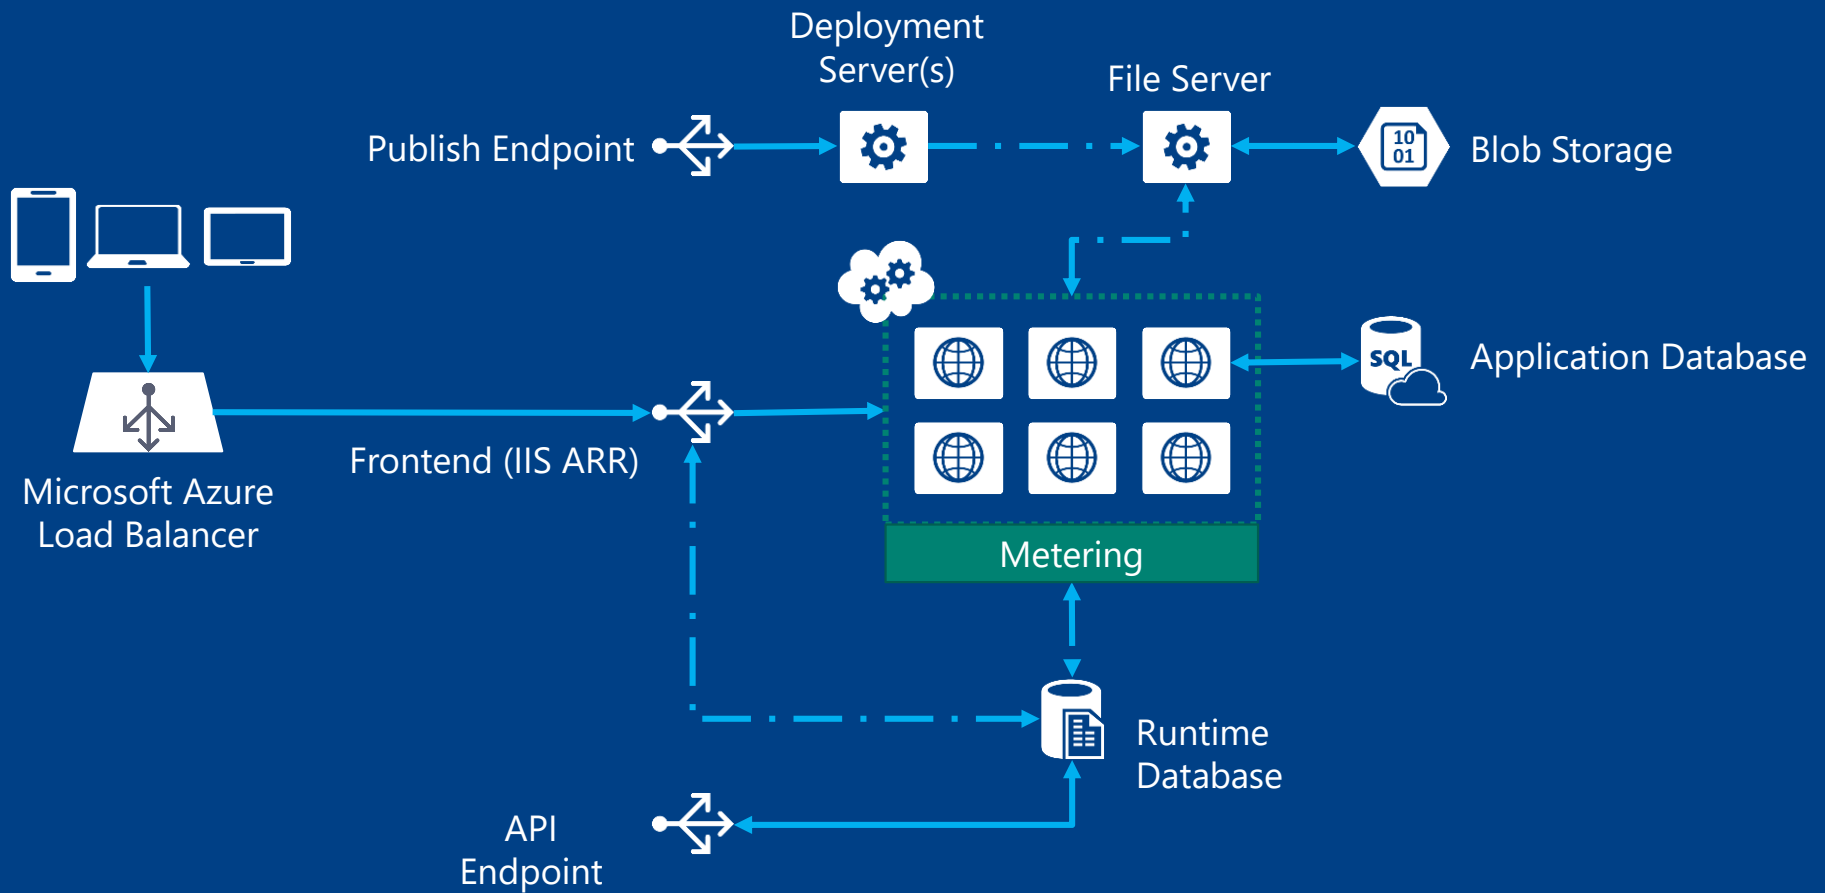 Deployment
Server(s)
File Server
Publish Endpoint
10
01
Blob Storage
SQL
Application Database
Frontend (IIS ARR)
Microsoft Azure
Load Balancer
Metering
Runtime
Database
API
Endpoint